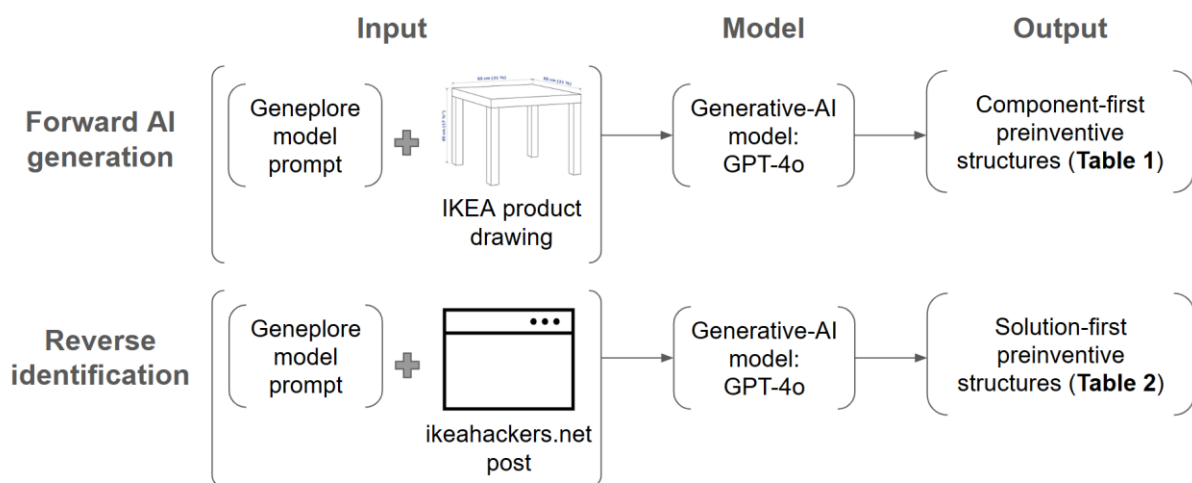 Input
Model
Output
Forward AI
generation
Geneplore
model
prompt
IKEA product
drawing
Generative-AI
model:
GPT-4o
Component-first
preinventive
structures (Table 1)
Reverse
identification
Geneplore
model
prompt
ikeahackers.net
post
Generative-AI
model:
GPT-4o
Solution-first
preinventive
structures (Table 2)